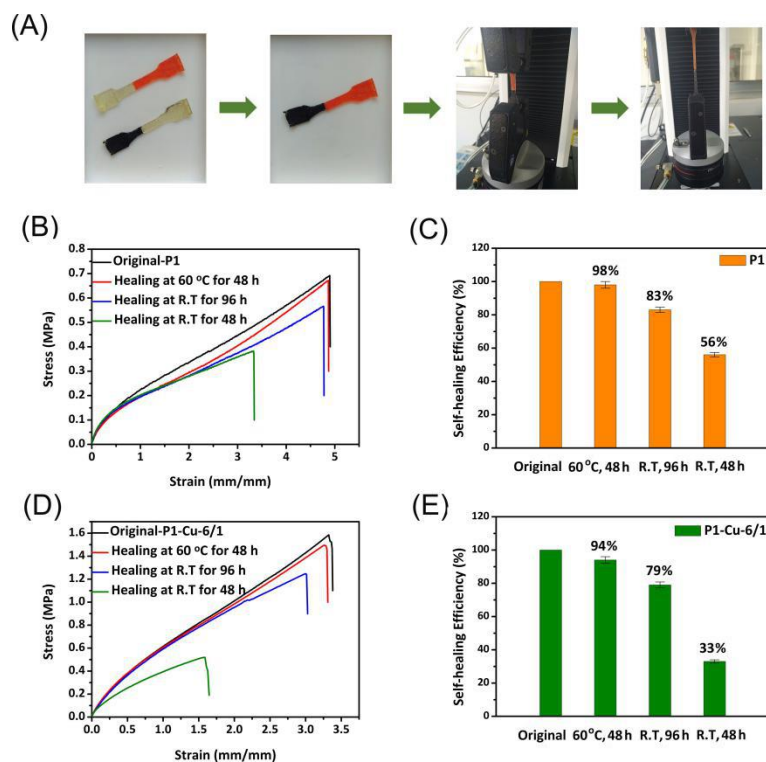 (A)
(B)
0.8
0.7
0.6
0.5
0.4
0.3
0.2
0.1
0.0
Stress (MPa)
Original-P1
Healing at 60 °C for 48 h
Healing at R.T for 96 h
Healing at R.T for 48 h
0 1 2 3 4 5
Strain (mm/mm)
(C)
120
100
80
60
40
20
0
Self-healing Efficiency (%)
P1
98%
83%
56%
Original 60°C, 48 h R.T, 96 h R.T, 48 h
(D)
1.6
1.4
1.2
1.0
0.8
0.6
0.4
0.2
0.0
Stress (MPa)
Original-P1-Cu-6/1
Healing at 60 °C for 48 h
Healing at R.T for 96 h
Healing at R.T for 48 h
0.0 0.5 1.0 1.5 2.0 2.5 3.0 3.5
Strain (mm/mm)
(E)
120
100
80
60
40
20
0
Self-healing Efficiency (%)
P1-Cu-6/1
94%
79%
33%
Original 60°C, 48 h R.T, 96 h R.T, 48 h